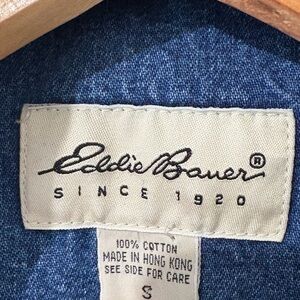 Eddie Bauer®
SINCE 1920
100% COTTON
MADE IN HONG KONG
SEE SIDE FOR CARE
S